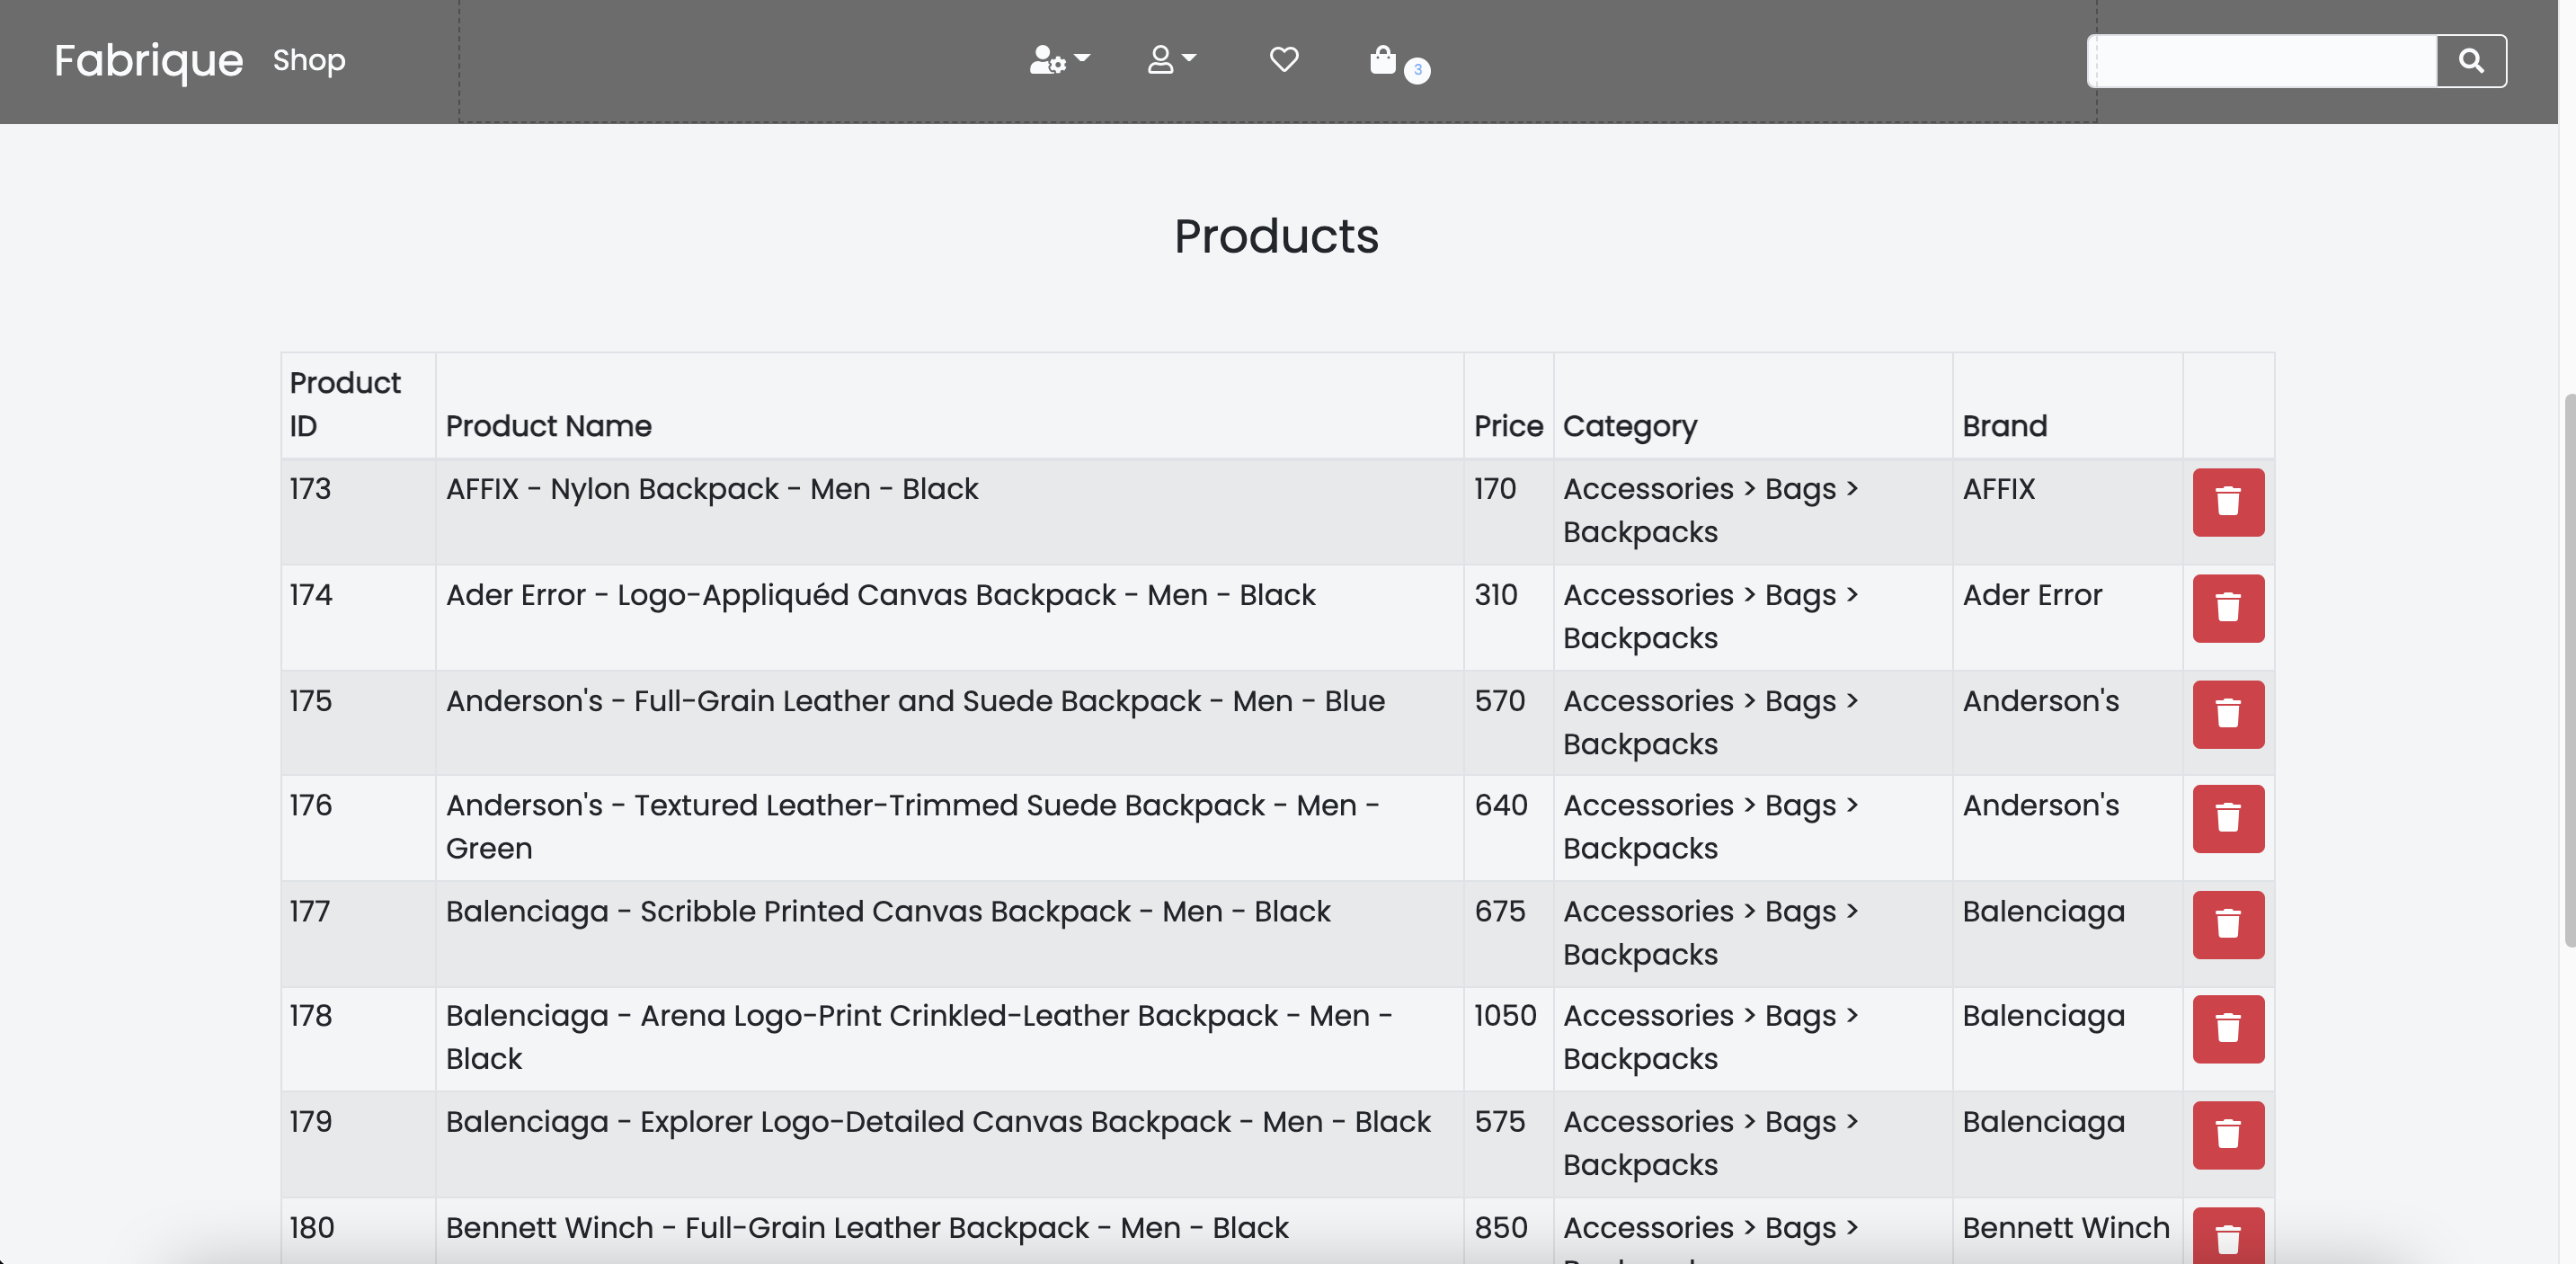 Fabrique Shop 3
Products
Product
ID Product Name Price Category Brand
173 AFFIX - Nylon Backpack - Men - Black 170 Accessories > Bags > AFFIX
Backpacks
174 Ader Error - Logo-Appliquéd Canvas Backpack - Men - Black 310 Accessories > Bags > Ader Error
Backpacks
175 Anderson's - Full-Grain Leather and Suede Backpack - Men - Blue 570 Accessories > Bags > Anderson's
Backpacks
176 Anderson's - Textured Leather-Trimmed Suede Backpack - Men - 640 Accessories > Bags > Anderson's
Green Backpacks
177 Balenciaga - Scribble Printed Canvas Backpack - Men - Black 675 Accessories > Bags > Balenciaga
Backpacks
178 Balenciaga - Arena Logo-Print Crinkled-Leather Backpack - Men - 1050 Accessories > Bags > Balenciaga
Black Backpacks
179 Balenciaga - Explorer Logo-Detailed Canvas Backpack - Men - Black 575 Accessories > Bags > Balenciaga
Backpacks
180 Bennett Winch - Full-Grain Leather Backpack - Men - Black 850 Accessories > Bags > Bennett Winch